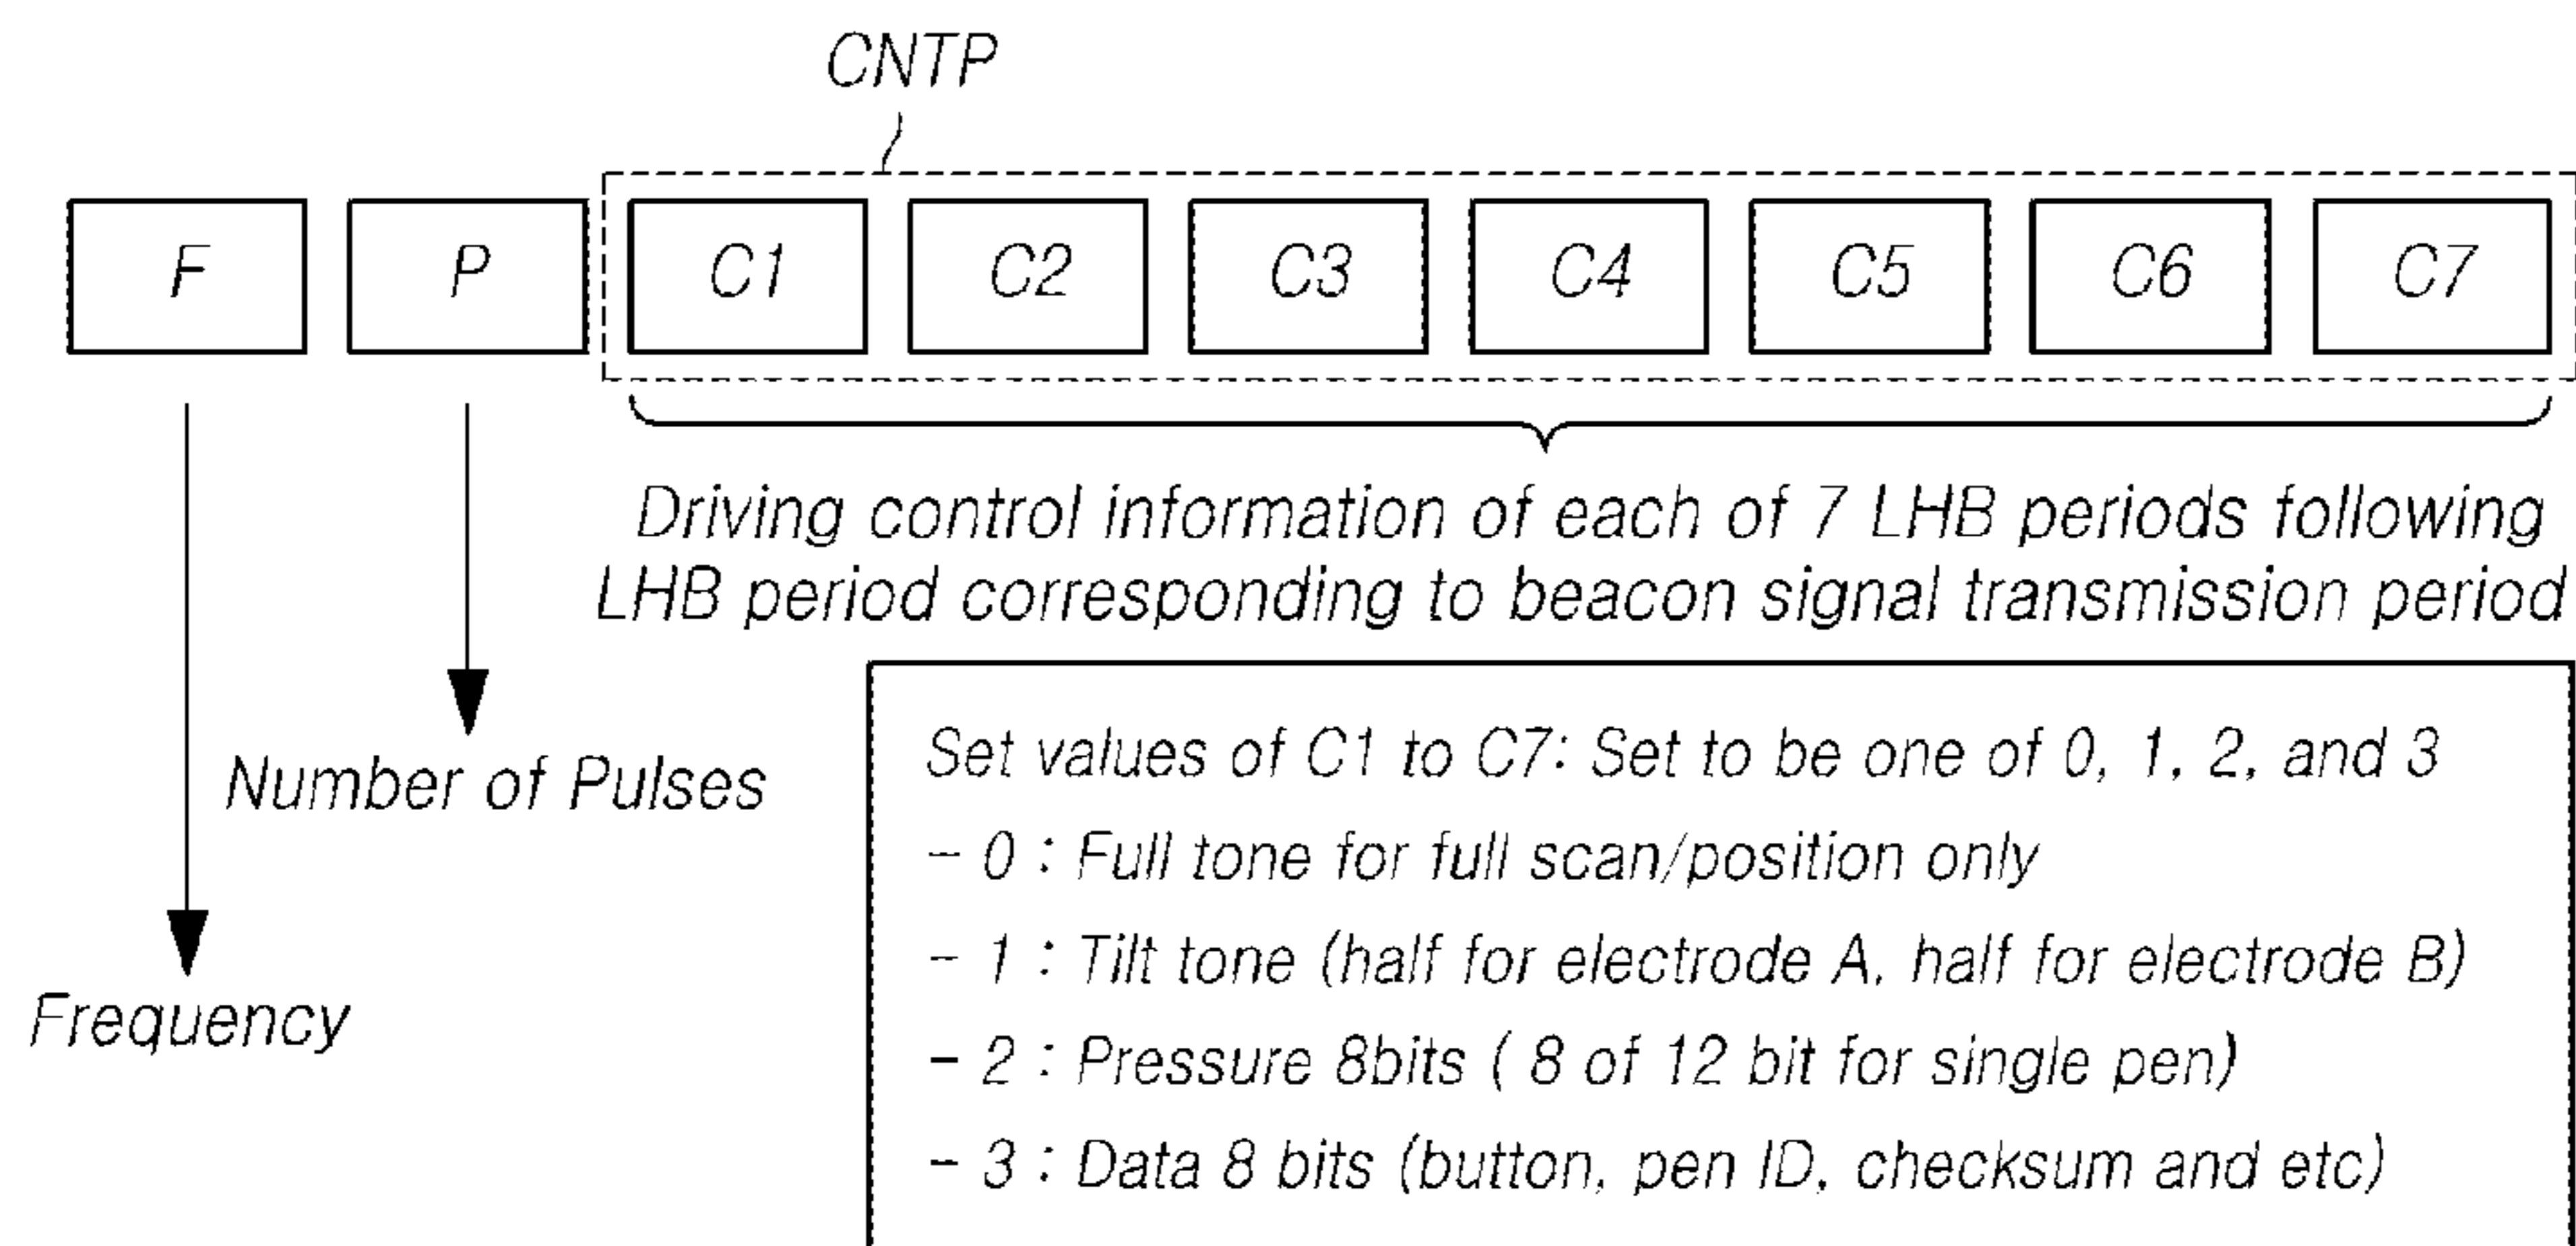 CNTP
F P C1 C2 C3 C4 C5 C6 C7
Driving control information of each of 7 LHB periods following
LHB period corresponding to beacon signal transmission period
Number of Pulses
Frequency
Set values of C1 to C7: Set to be one of 0, 1, 2, and 3
- 0 : Full tone for full scan/position only
- 1 : Tilt tone (half for electrode A, half for electrode B)
- 2 : Pressure 8bits ( 8 of 12 bit for single pen)
- 3 : Data 8 bits (button, pen ID, checksum and etc)